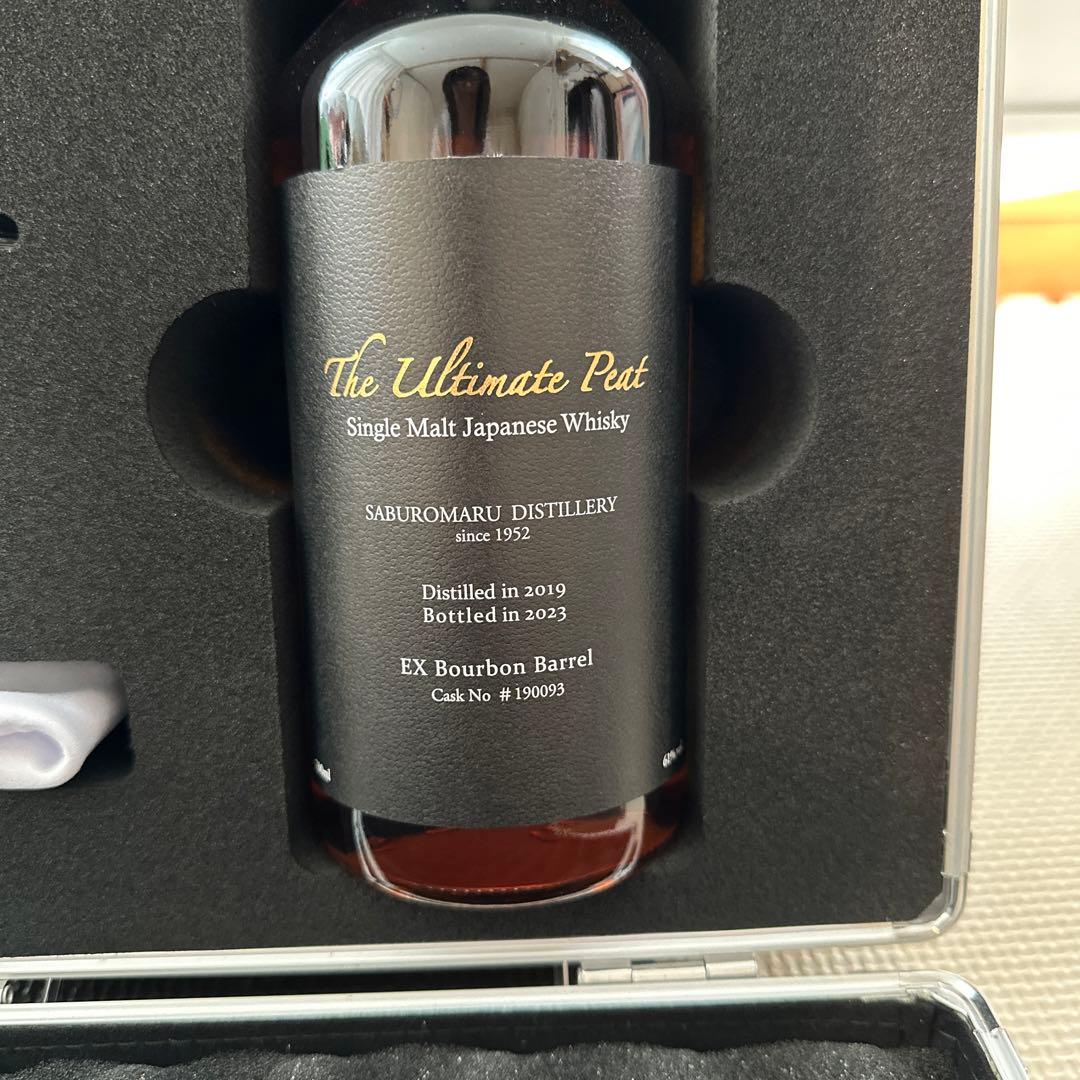 The Ultimate Peat
Single Malt Japanese Whisky
SABUROMARU DISTILLERY
since 1952
Distilled in 2019
Bottled in 2023
EX Bourbon Barrel
Cask No #190093